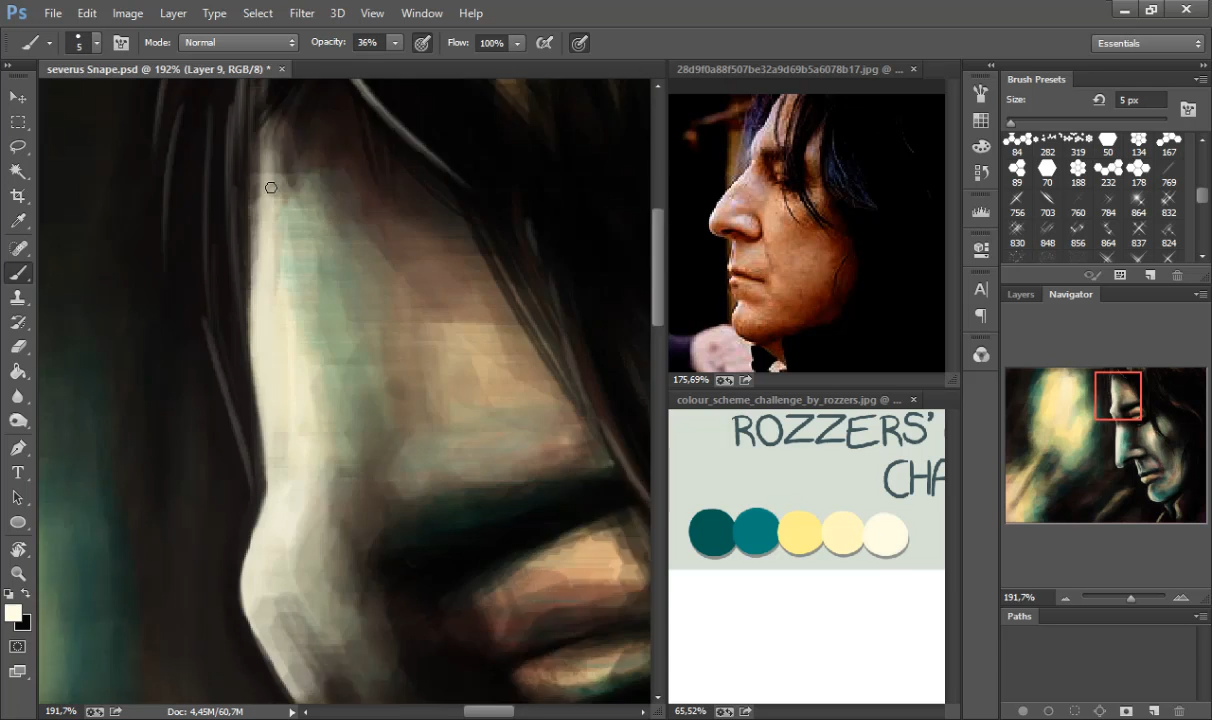 Ps File Edit Image Layer Type Select Filter 3D View Window Help
5 Mode: Normal Opacity: 36% Flow: 100% Essentials
severus Snape.psd @ 192% (Layer 9, RGB/8) *
28d9f0a88f507be32a9d69b5a6078b17.jpg @ ...
Brush Presets
Size: 5 px
84 282 319 50 134 167
89 70 188 232 178 769
756 703 760 784 864 832
830 848 856 864 837 824
Layers Navigator
175,69%
colour_scheme_challenge_by_rozzers.jpg @ ...
ROZZERS'
CHA
191,7%
Paths
191,7% Doc: 4,45M/60,7M
65,52%